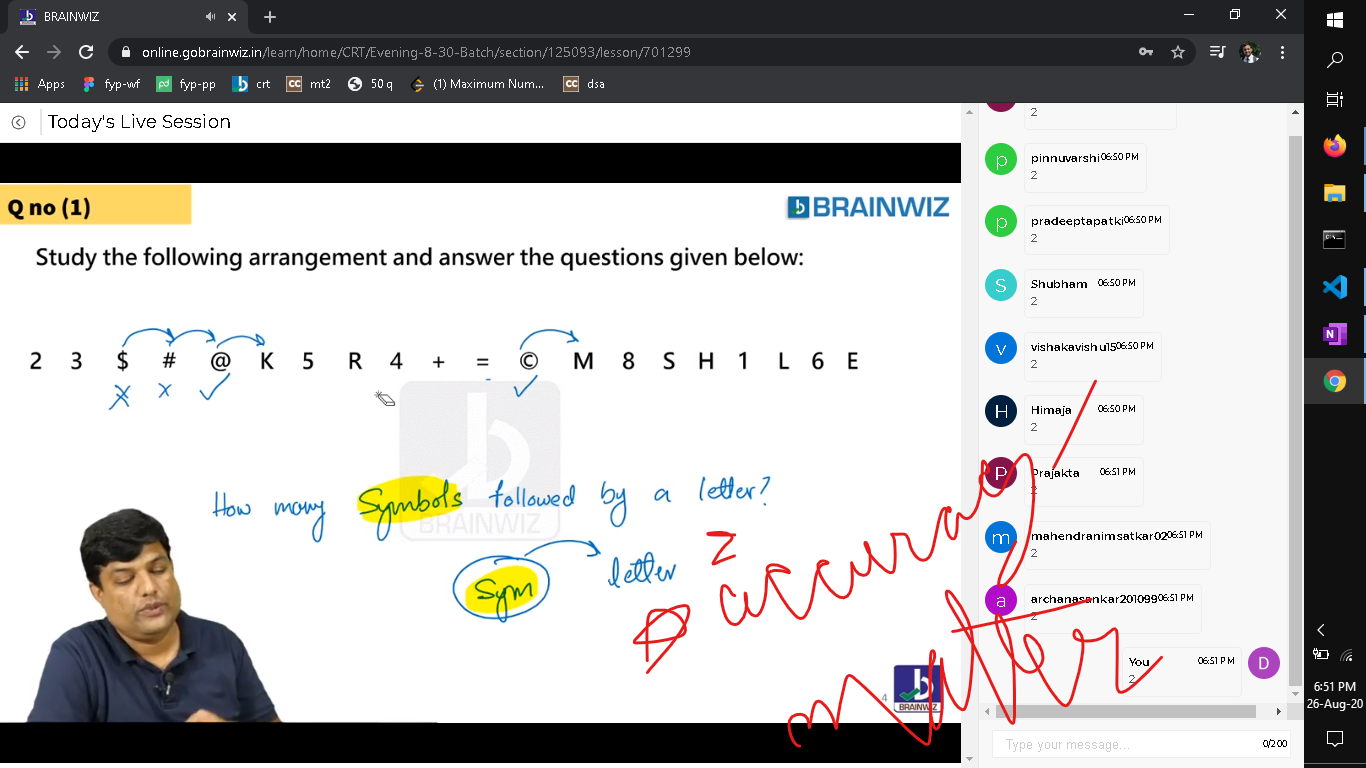 BRAINWIZ
online.gobrainwiz.in/learn/home/CRT/Evening-8-30-Batch/section/125093/lesson/701299
Apps fyp-wf fyp-pp crt mt2 50 q (1) Maximum Num... dsa
Today's Live Session
Q no (1)
BRAINWIZ
Study the following arrangement and answer the questions given below:
2 3 $ # @ K 5 R 4 + = © M 8 S H 1 L 6 E
How many Symbols followed by a letter?
BRAINWIZ
Sym letter
accuracy
matter
4
BRAINWIZ
2
pinnuvarshi 06:50 PM
2
pradeeptapatki 06:50 PM
2
Shubham 06:50 PM
2
vishakavishu15 06:50 PM
2
Himaja 06:50 PM
2
Prajakta 06:51 PM
2
mahendranimsatkar02 06:51 PM
2
archanasankar201099 06:51 PM
2
You 06:51 PM
2
Type your message... 0/200
6:51 PM
26-Aug-20